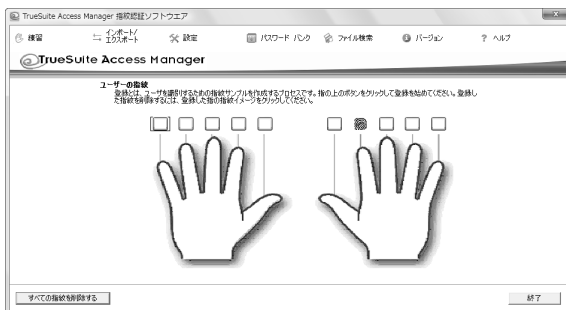 TrueSuite Access Manager 指紋認証ソフトウエア
練習
インポート/
エクスポート
設定
パスワード バンク
ファイル検索
バージョン
? ヘルプ
TrueSuite Access Manager
ユーザーの指紋
登録とは、ユーザを識別するための指紋サンプルを作成するプロセスです。指の上のボタンをクリックして登録を始めてください。登録し
た指紋を削除するには、登録した指の指紋イメージをクリックしてください。
すべての指紋を削除する
終了